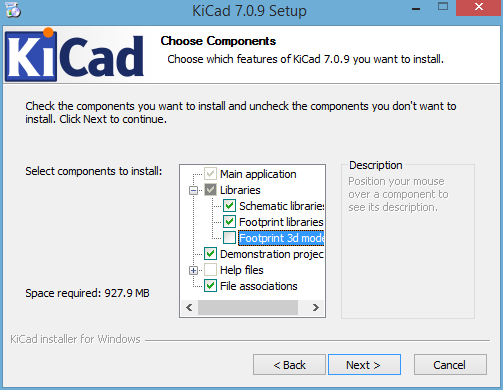 KiCad 7.0.9 Setup
KiCad
Choose Components
Choose which features of KiCad 7.0.9 you want to install.
Check the components you want to install and uncheck the components you don't want to
install. Click Next to continue.
Select components to install:
Main application
Libraries
Schematic libraries
Footprint libraries
Footprint 3d mode
Demonstration projec
Help files
File associations
Description
Position your mouse
over a component to
see its description.
Space required: 927.9 MB
KiCad installer for Windows
< Back
Next >
Cancel